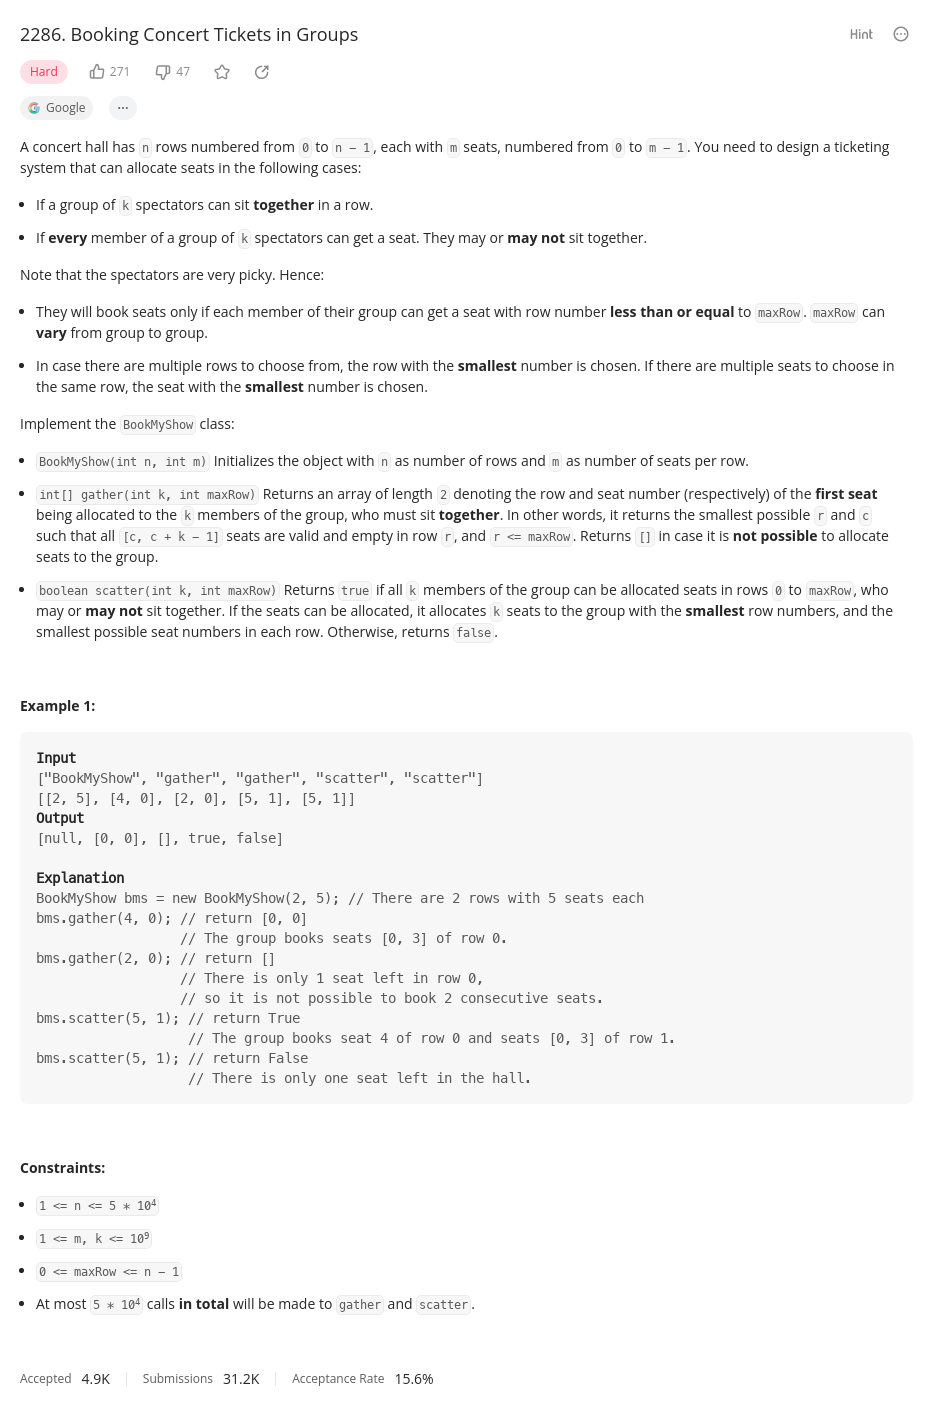 2286. Booking Concert Tickets in Groups
Hint
Hard
271
47
Google
A concert hall has n rows numbered from 0 to n - 1, each with m seats, numbered from 0 to m - 1. You need to design a ticketing
system that can allocate seats in the following cases:
• If a group of k spectators can sit together in a row.
• If every member of a group of k spectators can get a seat. They may or may not sit together.
Note that the spectators are very picky. Hence:
• They will book seats only if each member of their group can get a seat with row number less than or equal to maxRow. maxRow can
vary from group to group.
• In case there are multiple rows to choose from, the row with the smallest number is chosen. If there are multiple seats to choose in
the same row, the seat with the smallest number is chosen.
Implement the BookMyShow class:
• BookMyShow(int n, int m) Initializes the object with n as number of rows and m as number of seats per row.
• int[] gather(int k, int maxRow) Returns an array of length 2 denoting the row and seat number (respectively) of the first seat
being allocated to the k members of the group, who must sit together. In other words, it returns the smallest possible r and c
such that all [c, c + k - 1] seats are valid and empty in row r, and r <= maxRow. Returns [] in case it is not possible to allocate
seats to the group.
• boolean scatter(int k, int maxRow) Returns true if all k members of the group can be allocated seats in rows 0 to maxRow, who
may or may not sit together. If the seats can be allocated, it allocates k seats to the group with the smallest row numbers, and the
smallest possible seat numbers in each row. Otherwise, returns false.
Example 1:
Input
["BookMyShow", "gather", "gather", "scatter", "scatter"]
[[2, 5], [4, 0], [2, 0], [5, 1], [5, 1]]
Output
[null, [0, 0], [], true, false]
Explanation
BookMyShow bms = new BookMyShow(2, 5); // There are 2 rows with 5 seats each
bms.gather(4, 0); // return [0, 0]
// The group books seats [0, 3] of row 0.
bms.gather(2, 0); // return []
// There is only 1 seat left in row 0,
// so it is not possible to book 2 consecutive seats.
bms.scatter(5, 1); // return True
// The group books seat 4 of row 0 and seats [0, 3] of row 1.
bms.scatter(5, 1); // return False
// There is only one seat left in the hall.
Constraints:
• 1 <= n <= 5 * 10⁴
• 1 <= m, k <= 10⁹
• 0 <= maxRow <= n - 1
• At most 5 * 10⁴ calls in total will be made to gather and scatter.
Accepted 4.9K Submissions 31.2K Acceptance Rate 15.6%